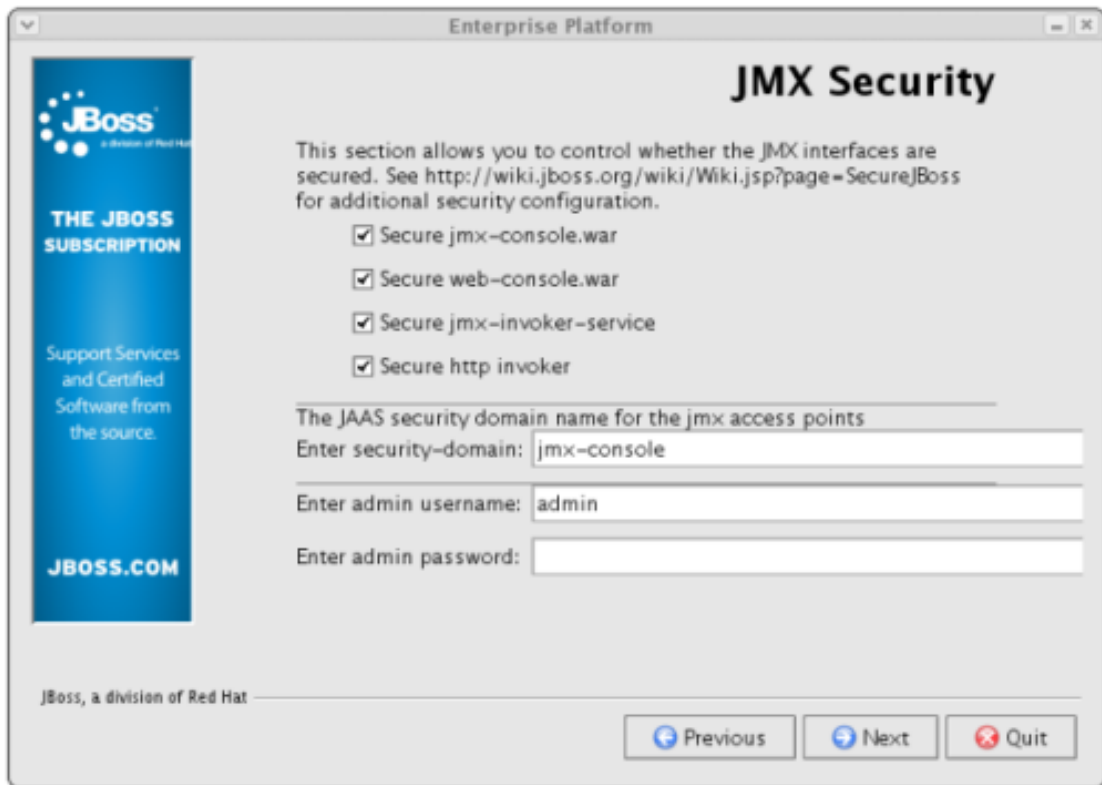 Enterprise Platform
JBoss
a division of Red Hat
THE JBOSS
SUBSCRIPTION
Support Services
and Certified
Software from
the source.
JBOSS.COM
JMX Security
This section allows you to control whether the JMX interfaces are
secured. See http://wiki.jboss.org/wiki/Wiki.jsp?page=SecureJBoss
for additional security configuration.
Secure jmx-console.war
Secure web-console.war
Secure jmx-invoker-service
Secure http invoker
The JAAS security domain name for the jmx access points
Enter security-domain: jmx-console
Enter admin username: admin
Enter admin password:
JBoss, a division of Red Hat
Previous Next Quit